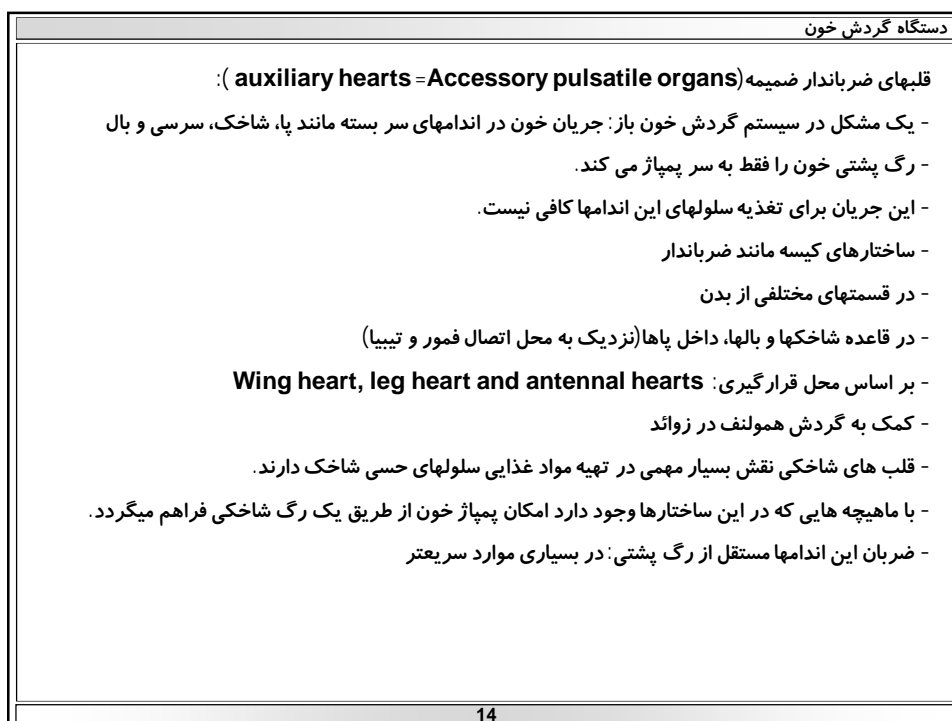 دستگاه گردش خون
قلبهای ضرباندار ضمیمه(auxiliary hearts =Accessory pulsatile organs ):
- یک مشکل در سیستم گردش خون باز: جریان خون در اندامهای سر بسته مانند پا، شاخک، سرسی و بال
- رگ پشتی خون را فقط به سر پمپاژ می کند.
- این جریان برای تغذیه سلولهای این اندامها کافی نیست.
- ساختارهای کیسه مانند ضرباندار
- در قسمتهای مختلفی از بدن
- در قاعده شاخکها و بالها، داخل پاها(نزدیک به محل اتصال فمور و تیبیا)
- بر اساس محل قرارگیری: Wing heart, leg heart and antennal hearts
- کمک به گردش همولنف در زوائد
- قلب های شاخکی نقش بسیار مهمی در تهیه مواد غذایی سلولهای حسی شاخک دارند.
- با ماهیچه هایی که در این ساختارها وجود دارد امکان پمپاژ خون از طریق یک رگ شاخکی فراهم میگردد.
- ضربان این اندامها مستقل از رگ پشتی: در بسیاری موارد سریعتر
14